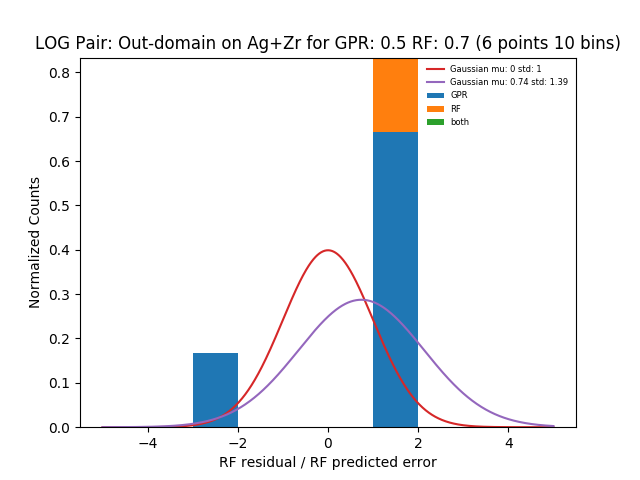 LOG Pair: Out-domain on Ag+Zr for GPR: 0.5 RF: 0.7 (6 points 10 bins)
Gaussian mu: 0 std: 1
Gaussian mu: 0.74 std: 1.39
GPR
RF
both
Normalized Counts
0.8
0.7
0.6
0.5
0.4
0.3
0.2
0.1
0.0
−4
−2
0
2
4
RF residual / RF predicted error